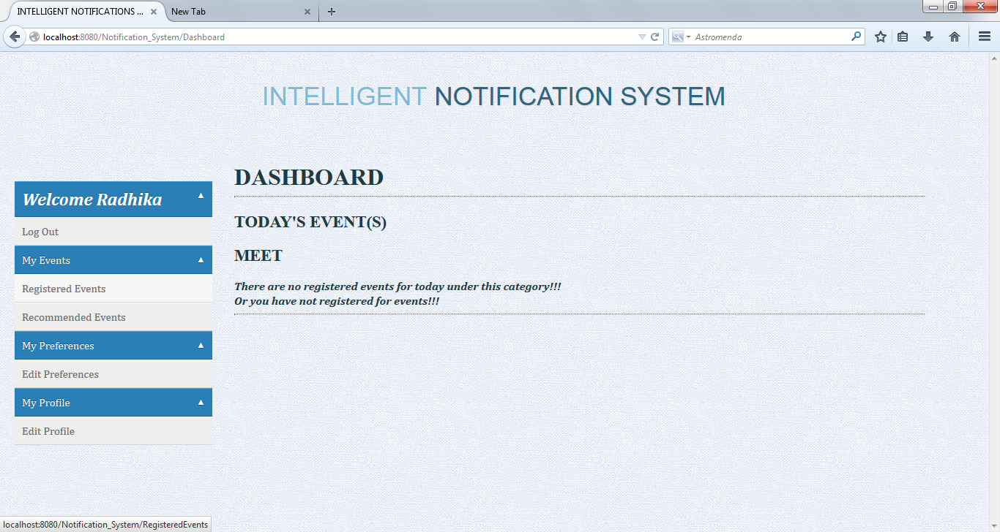 INTELLIGENT NOTIFICATIONS ...
New Tab
localhost:8080/Notification_System/Dashboard
Astromenda
INTELLIGENT NOTIFICATION SYSTEM
DASHBOARD
Welcome Radhika
Log Out
My Events
Registered Events
Recommended Events
My Preferences
Edit Preferences
My Profile
Edit Profile
TODAY'S EVENT(S)
MEET
There are no registered events for today under this category!!!
Or you have not registered for events!!!
localhost:8080/Notification_System/RegisteredEvents